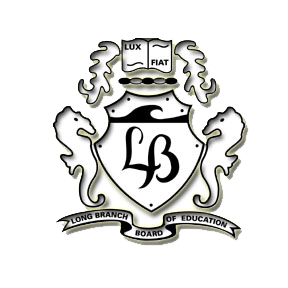 LUX FIAT
LB
LONG BRANCH BOARD OF EDUCATION